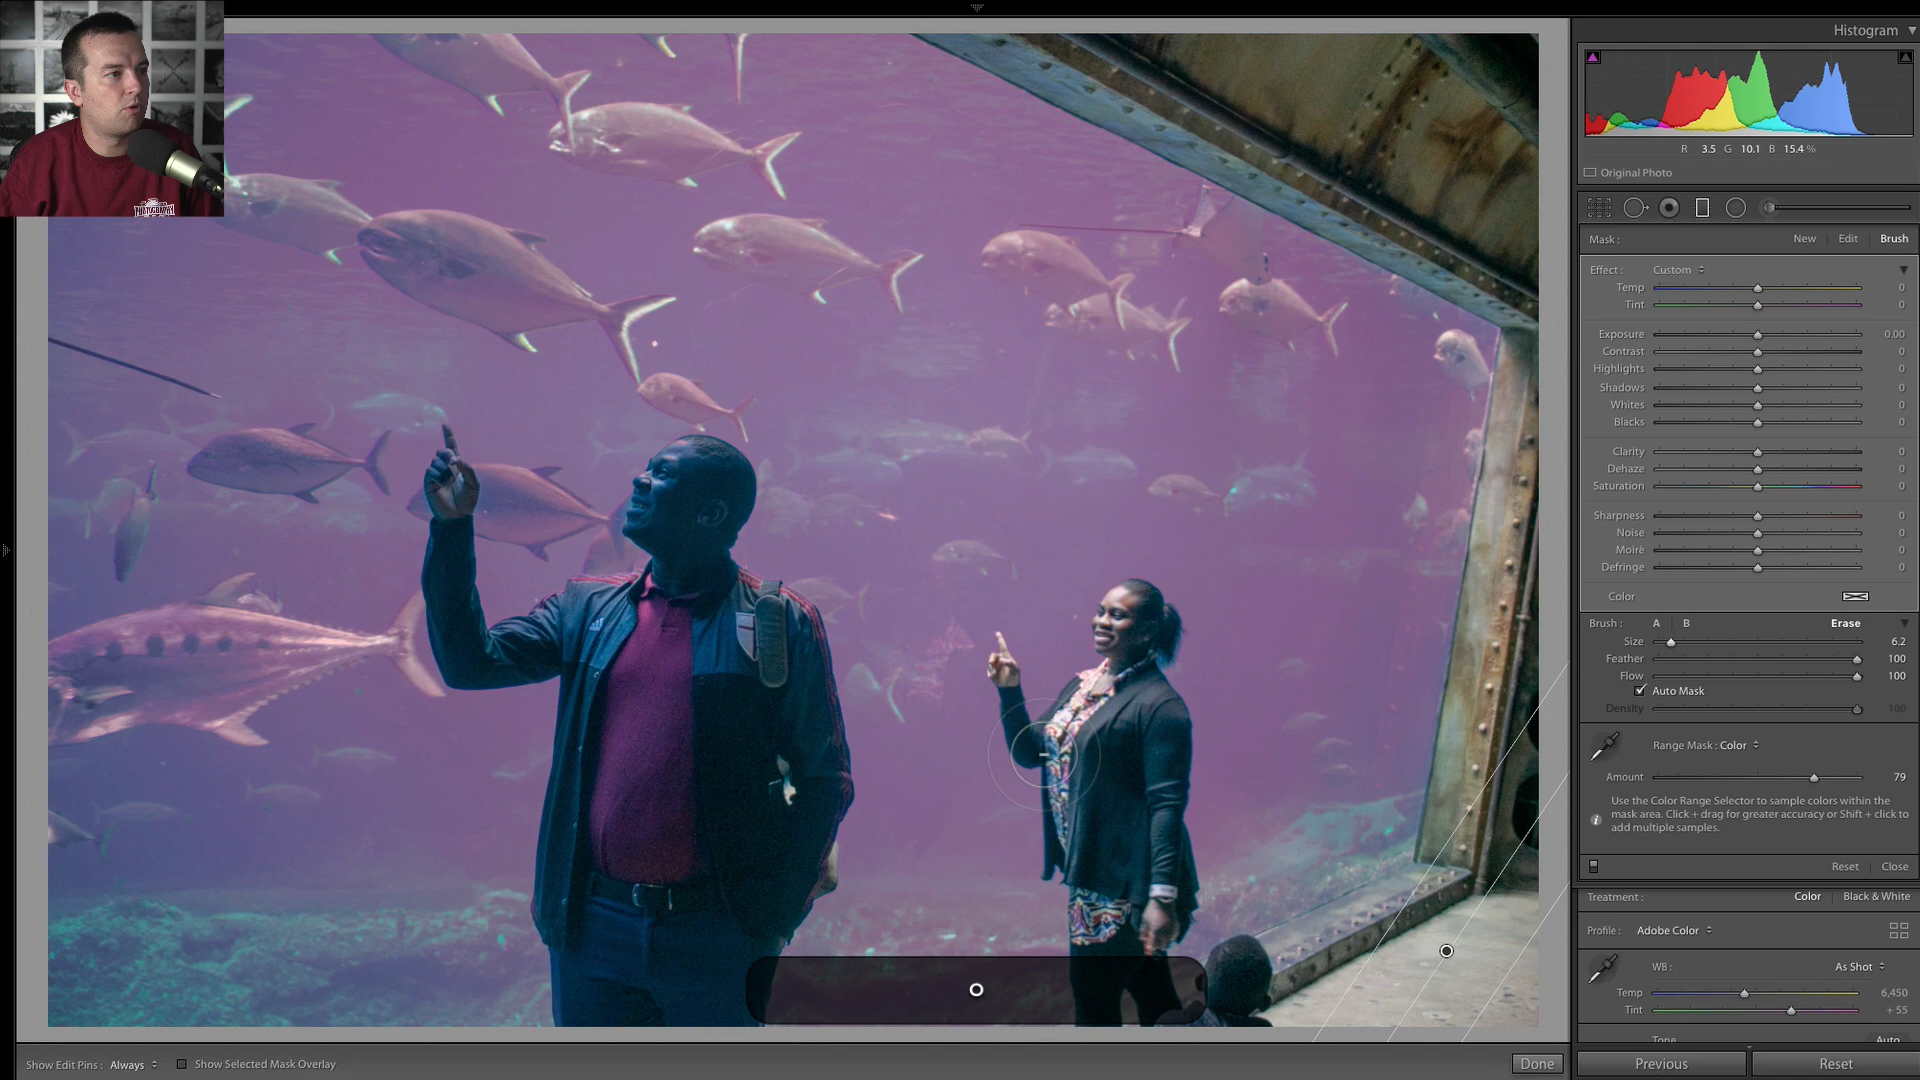 Histogram
R 3.5 G 10.1 B 15.4 %
Original Photo
Mask : New Edit Brush
Effect : Custom
Temp 0
Tint 0
Exposure 0.00
Contrast 0
Highlights 0
Shadows 0
Whites 0
Blacks 0
Clarity 0
Dehaze 0
Saturation 0
Sharpness 0
Noise 0
Moiré 0
Defringe 0
Color
Brush : A B Erase
Size 6.2
Feather 100
Flow 100
Auto Mask
Density 100
Range Mask : Color
Amount 79
Use the Color Range Selector to sample colors within the
mask area. Click + drag for greater accuracy or Shift + click to
add multiple samples.
Reset Close
Treatment : Color Black & White
Profile : Adobe Color
WB : As Shot
Temp 6,450
Tint + 55
Tone Auto
Previous Reset
Show Edit Pins : Always Show Selected Mask Overlay Done
PHOTOGRAPHY